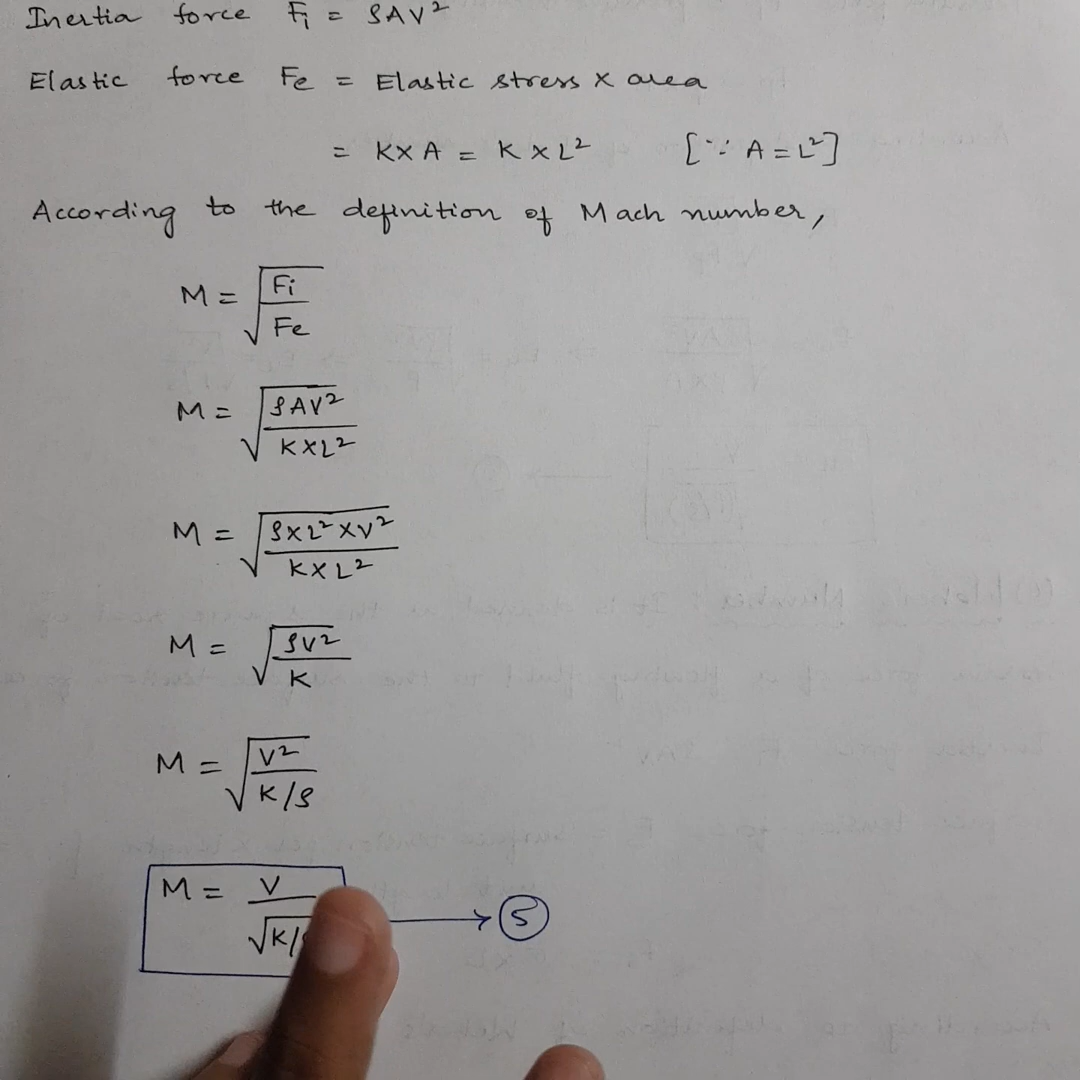 Inertia force Fi = ρAV²
Elastic force Fe = Elastic stress × area
= K×A = K × L² [∵ A = L²]
According to the definition of Mach number,
M = √(Fi/Fe)
M = √(ρAV²/K×L²)
M = √(ρ×L²×V²/K×L²)
M = √(ρV²/K)
M = √(V²/K/ρ)
M = V/√K/ → 5